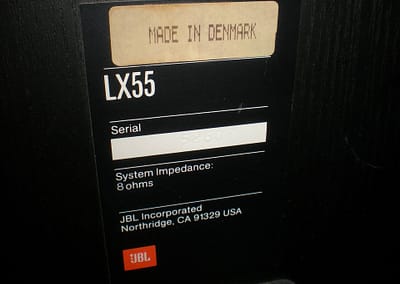 MADE IN DENMARK
LX55
Serial
System Impedance:
8 ohms
JBL Incorporated
Northridge, CA 91329 USA
JBL